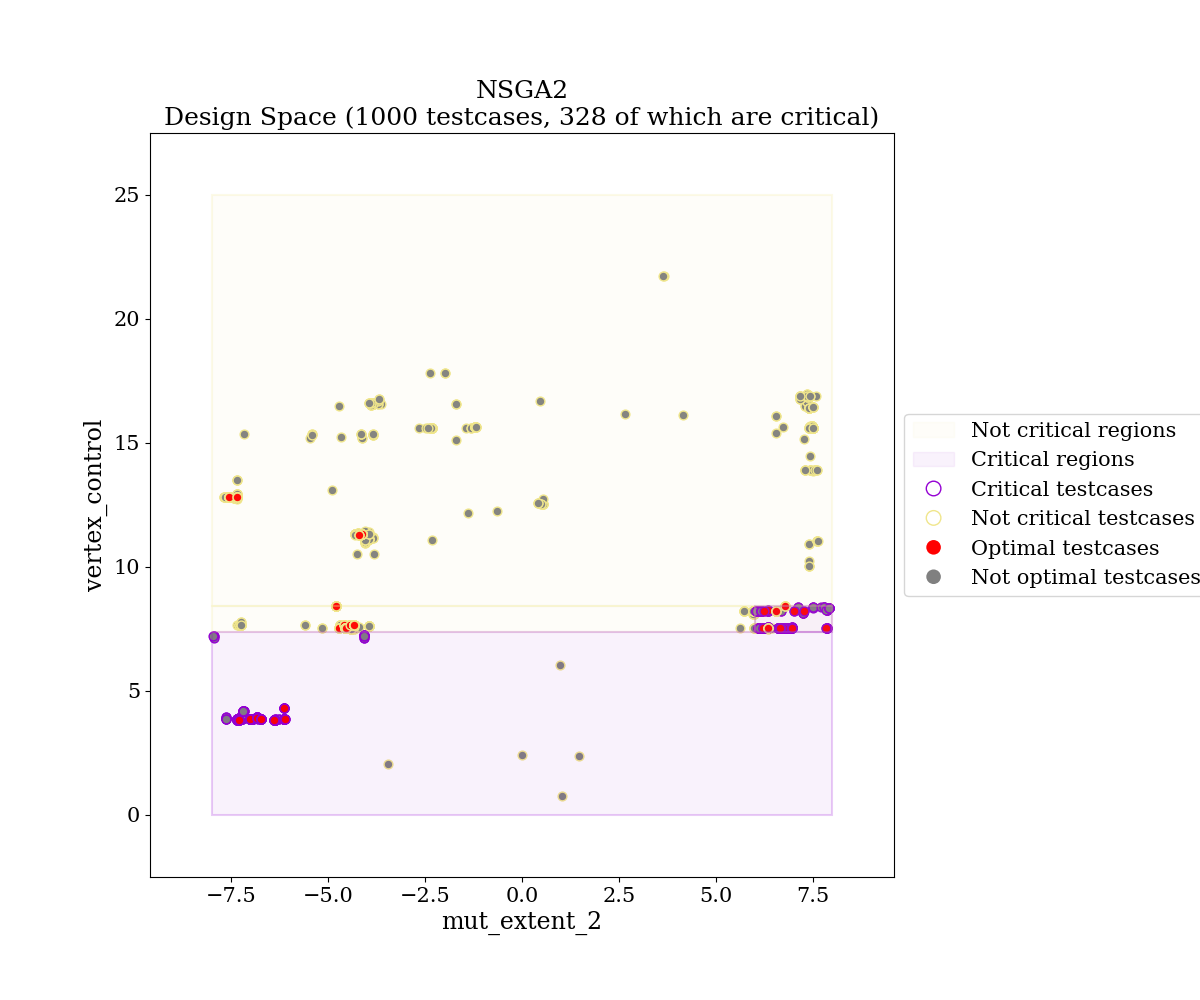 NSGA2
Design Space (1000 testcases, 328 of which are critical)
25
20
15
10
5
0
vertex_control
−7.5
−5.0
−2.5
0.0
2.5
5.0
7.5
mut_extent_2
Not critical regions
Critical regions
Critical testcases
Not critical testcases
Optimal testcases
Not optimal testcases